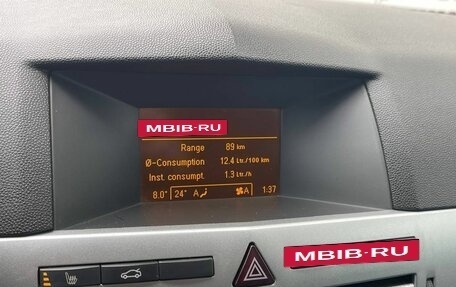 MBIB-RU
Range 89 km
Ø-Consumption 12.4 Ltr./100 km
Inst. consumpt. 1.3 Ltr./h
8.0° 24° A A 1:37
MBIB-RU